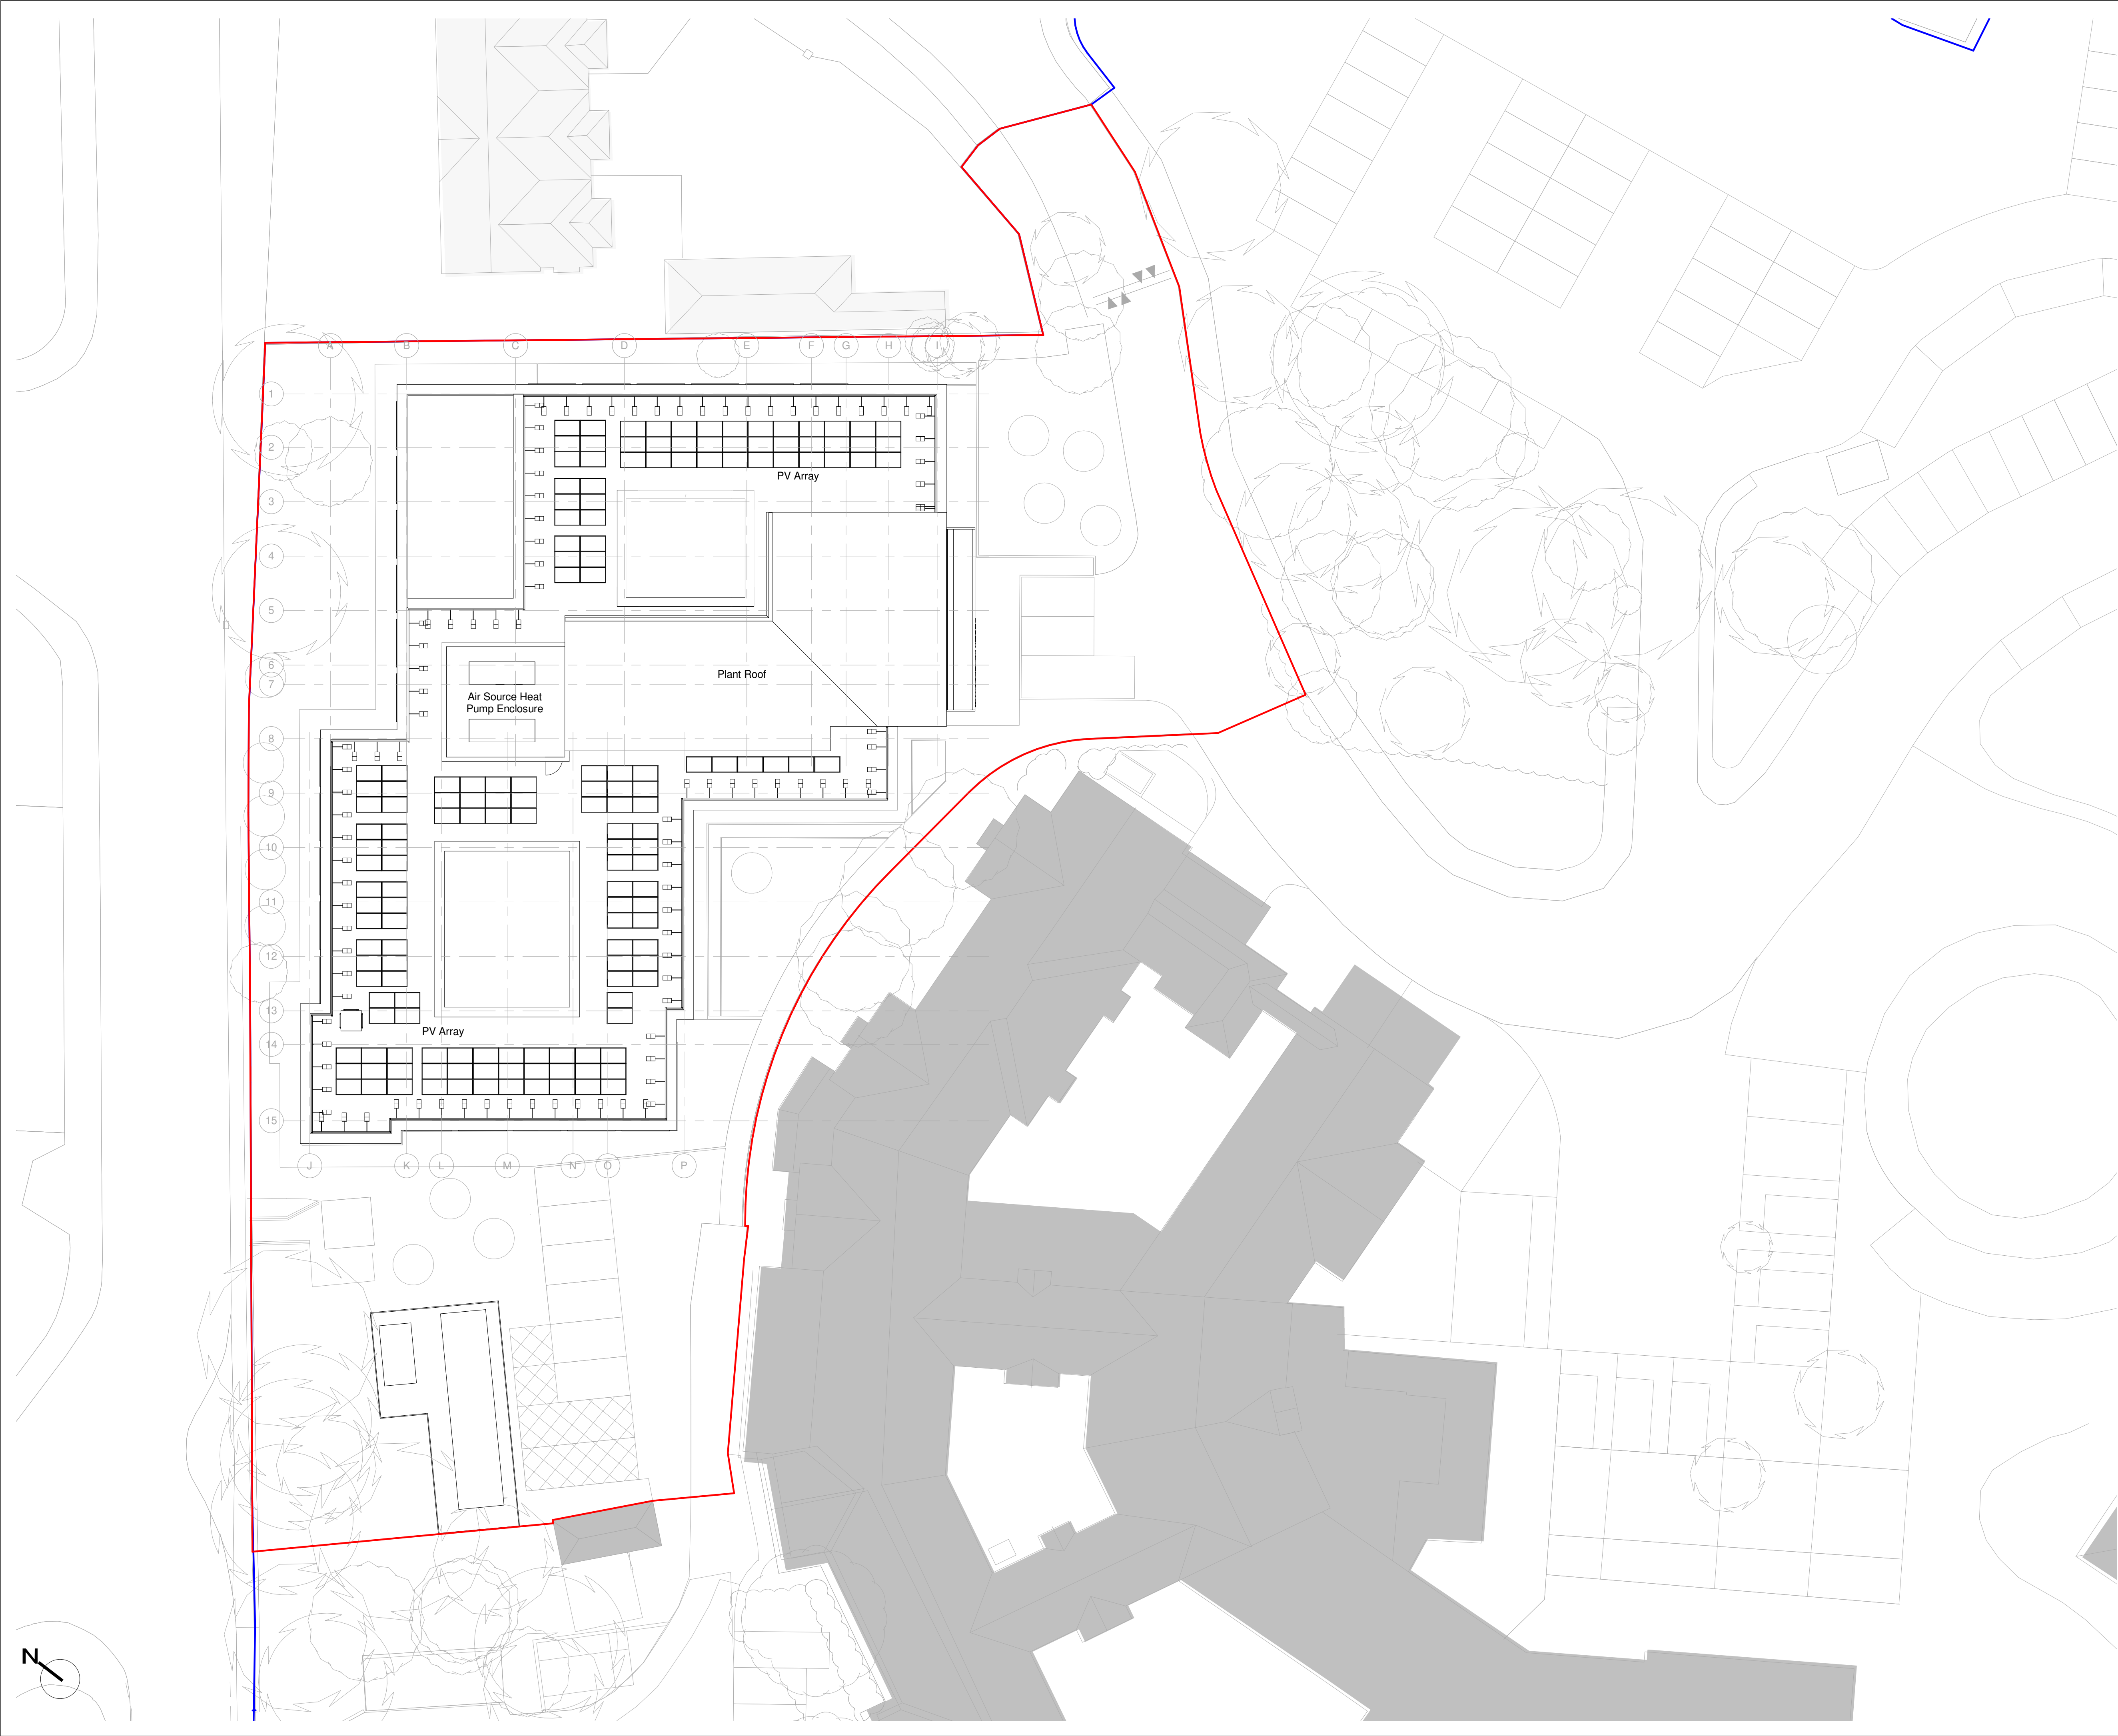 A B C D E F G H I
1
2
PV Array
3
4
5
6
Plant Roof
7
Air Source Heat
Pump Enclosure
8
9
10
11
12
13
PV Array
14
15
J K L M N O P
N